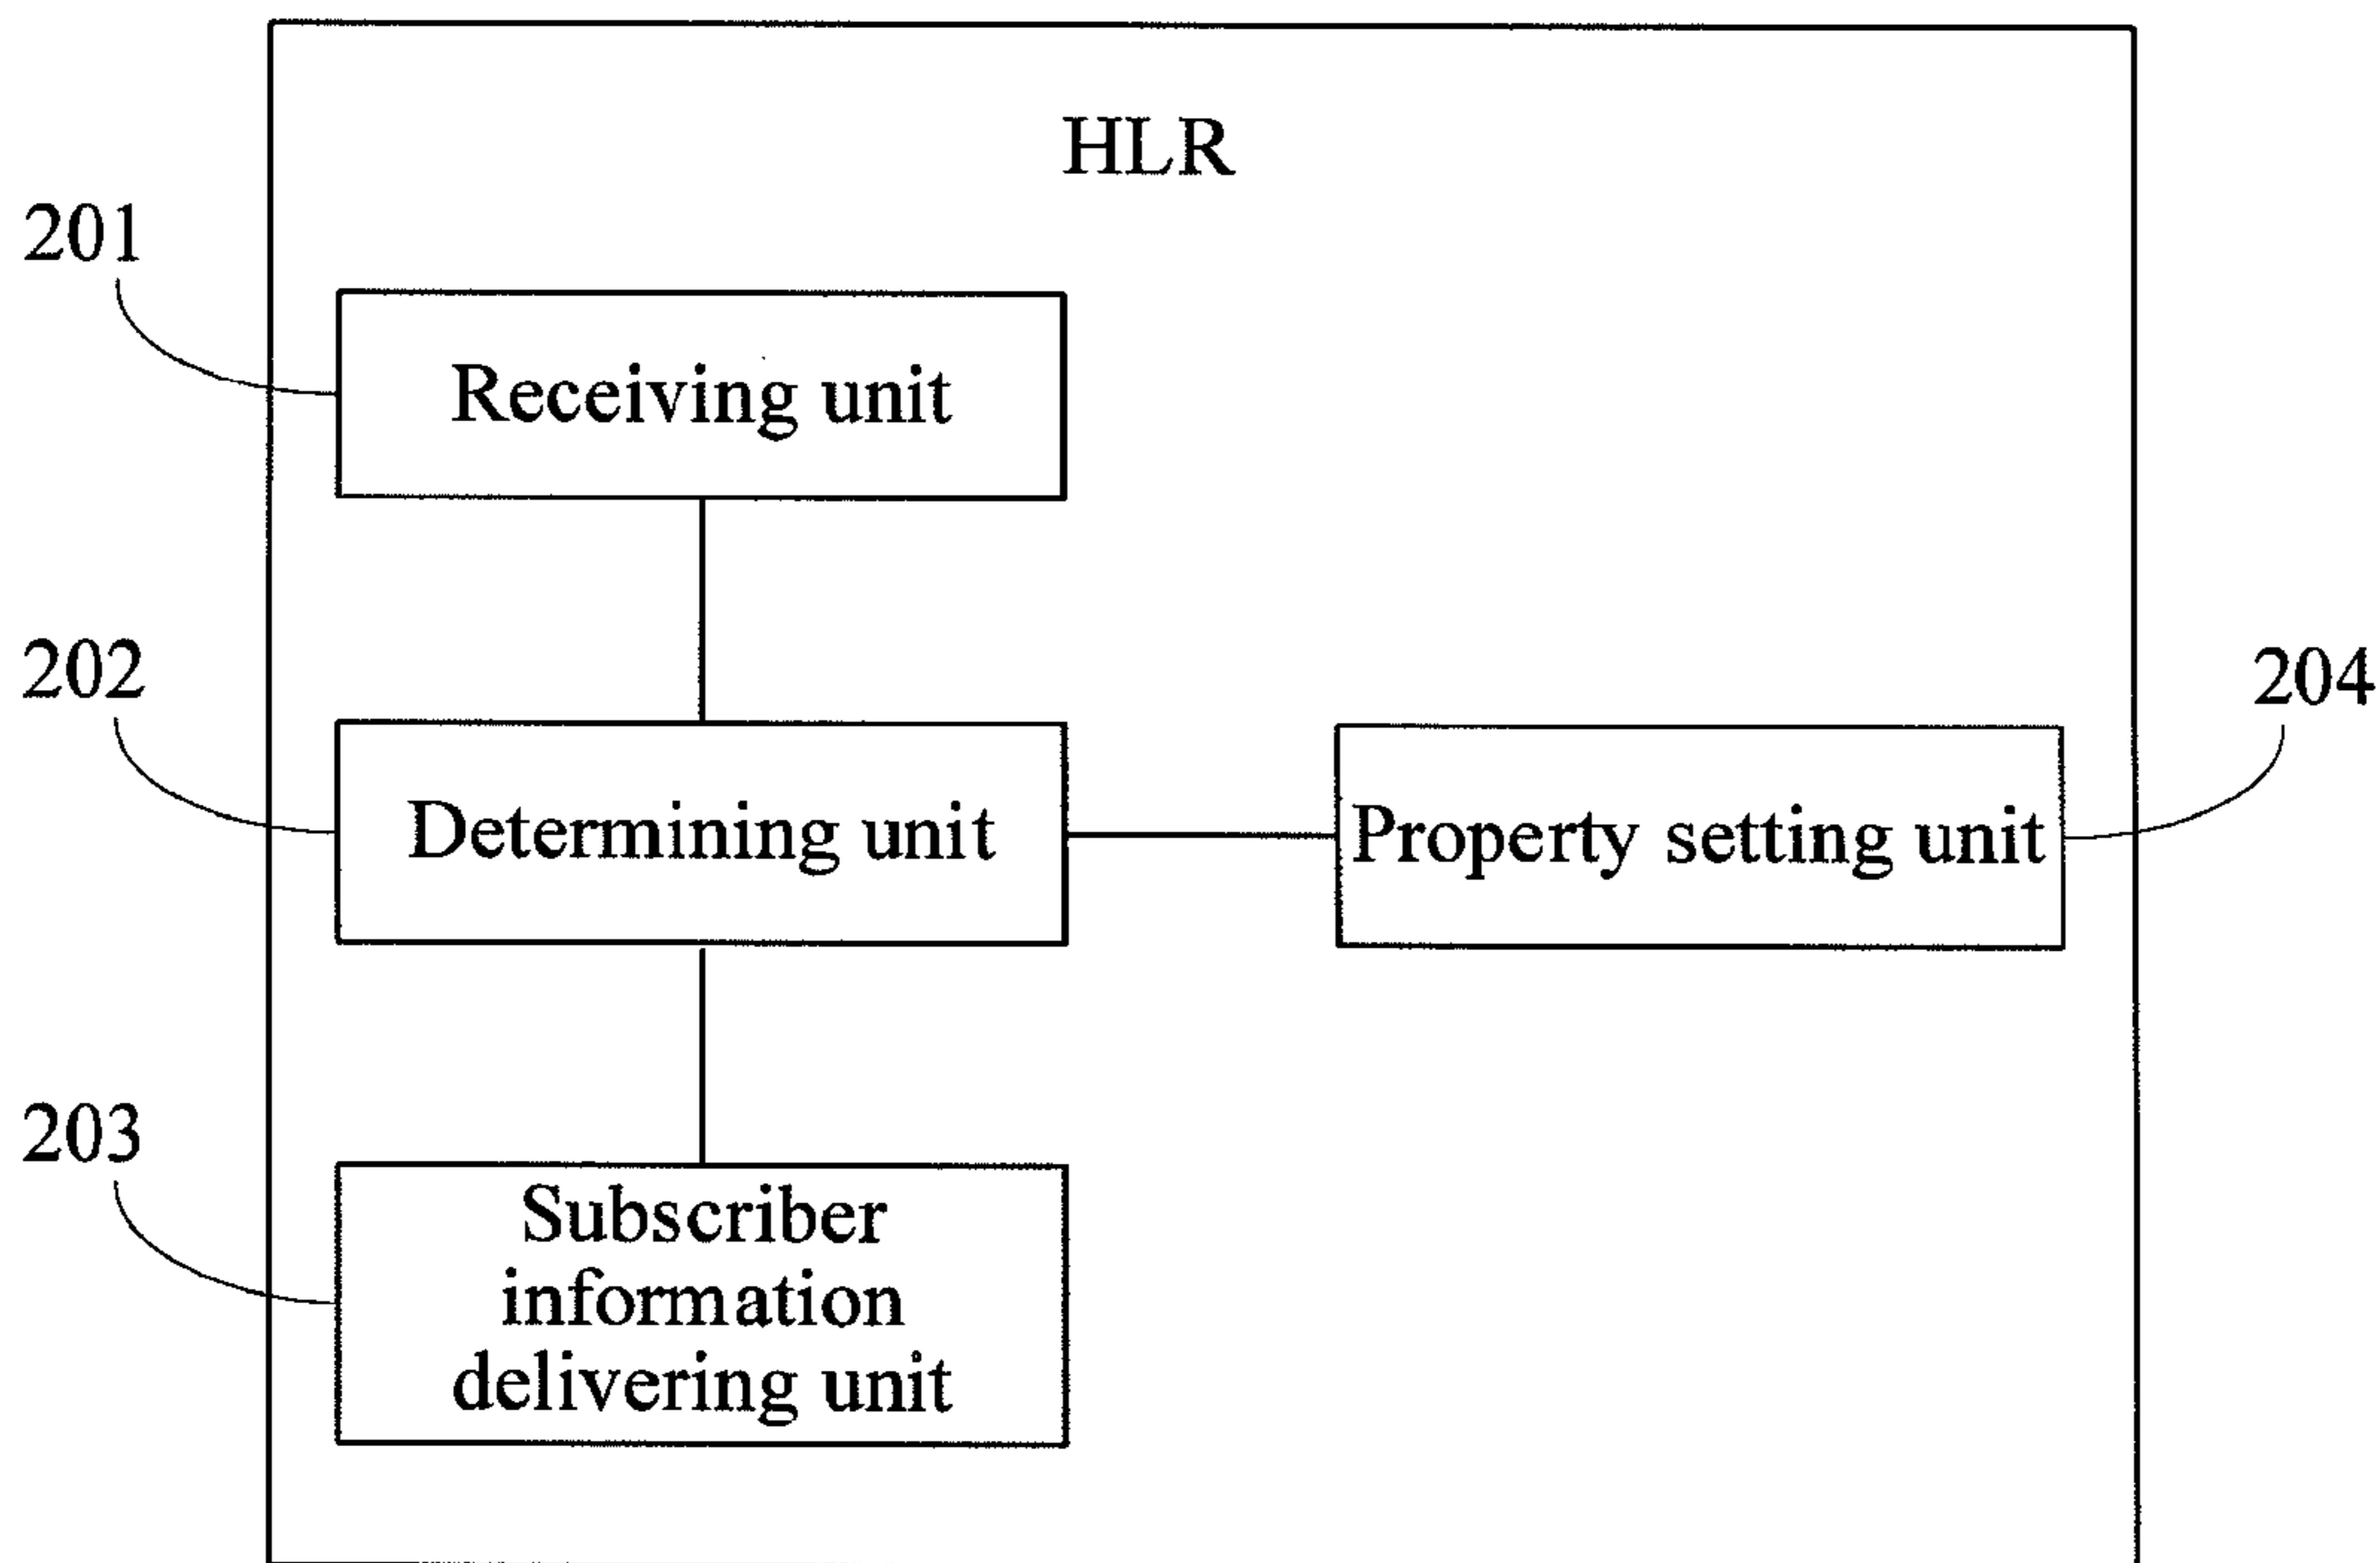 HLR
201
Receiving unit
202
Determining unit
Property setting unit
204
203
Subscriber
information
delivering unit